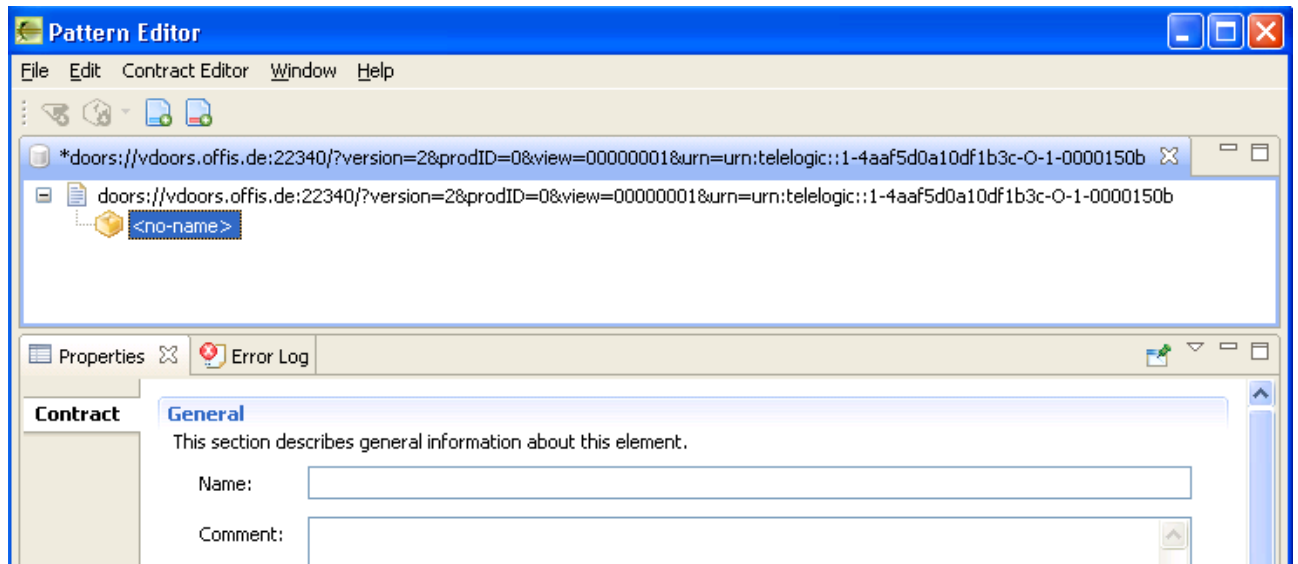 Pattern Editor
File Edit Contract Editor Window Help
*doors://vdoors.offis.de:22340/?version=2&prodID=0&view=00000001&urn=urn:telelogic::1-4aaf5d0a10df1b3c-O-1-0000150b
doors://vdoors.offis.de:22340/?version=2&prodID=0&view=00000001&urn=urn:telelogic::1-4aaf5d0a10df1b3c-O-1-0000150b
<no-name>
Properties Error Log
Contract General
This section describes general information about this element.
Name:
Comment: